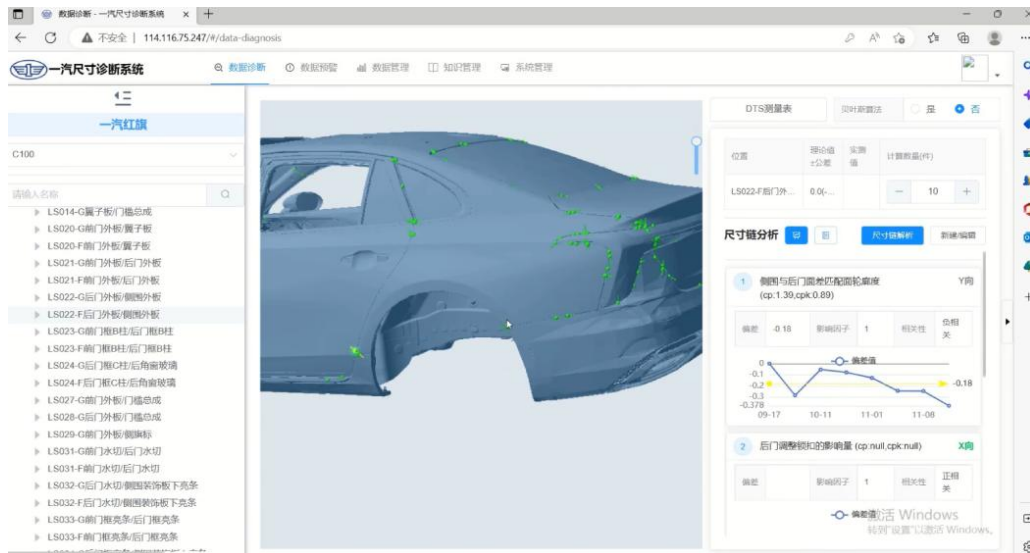 数据诊断 - 一汽尺寸诊断系统
不安全 | 114.116.75.247/#/data-diagnosis
一汽尺寸诊断系统
数据诊断
数据预警
数据管理
知识管理
系统管理
一汽红旗
C100
请输入名称
LS014-G翼子板/门槛总成
LS020-G前门外板/翼子板
LS020-F前门外板/翼子板
LS021-G前门外板/后门外板
LS021-F前门外板/后门外板
LS022-G后门外板/侧围外板
LS022-F后门外板/侧围外板
LS023-G前门框B柱/后门框B柱
LS023-F前门框B柱/后门框B柱
LS024-G后门框C柱/后角窗玻璃
LS024-F后门框C柱/后角窗玻璃
LS027-G前门外板/门槛总成
LS028-G后门外板/门槛总成
LS029-G前门外板/侧旗标
LS031-G前门水切/后门水切
LS031-F前门水切/后门水切
LS032-G后门水切/侧围装饰板下亮条
LS032-F后门水切/侧围装饰板下亮条
LS033-G前门框亮条/后门框亮条
LS033-F前门框亮条/后门框亮条
DTS测量表
贝叶斯算法
是
否
位置
理论值±公差
实测值
计算数量(件)
LS022-F后门外...
0.0(-...
10
尺寸链分析
尺寸链解析
新建/编辑
1
侧围与后门面差匹配面轮廓度
(cp:1.39,cpk:0.89)
Y向
偏差
-0.18
影响因子
1
相关性
负相关
偏差值
0
-0.1
-0.2
-0.3
-0.378
-0.18
09-17
10-11
11-01
11-08
2
后门调整锁扣的影响量 (cp:null,cpk:null)
X向
偏差
影响因子
1
相关性
正相关
偏差值
激活 Windows
转到"设置"以激活 Windows。